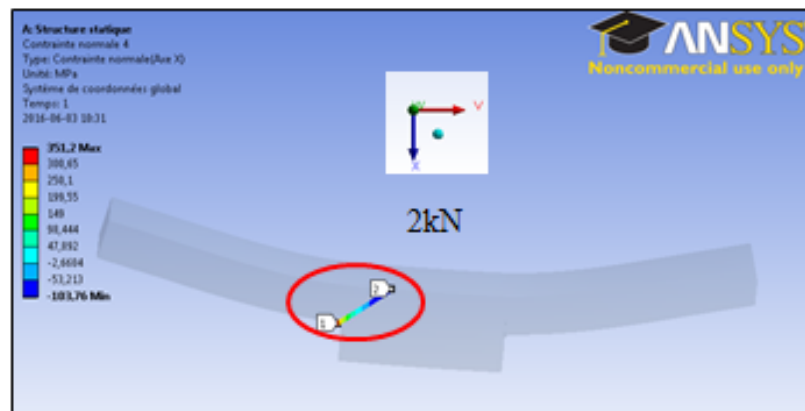 A: Structure statique
Contrainte normale 4
Type: Contrainte normale(Axe X)
Unité: MPa
Système de coordonnées global
Temps: 1
2016-06-03 18:31
351,2 Max
300,65
250,1
199,55
149
98,444
47,892
-2,6604
-53,213
-103,76 Min
ANSYS
Noncommercial use only
X
2kN
1
2